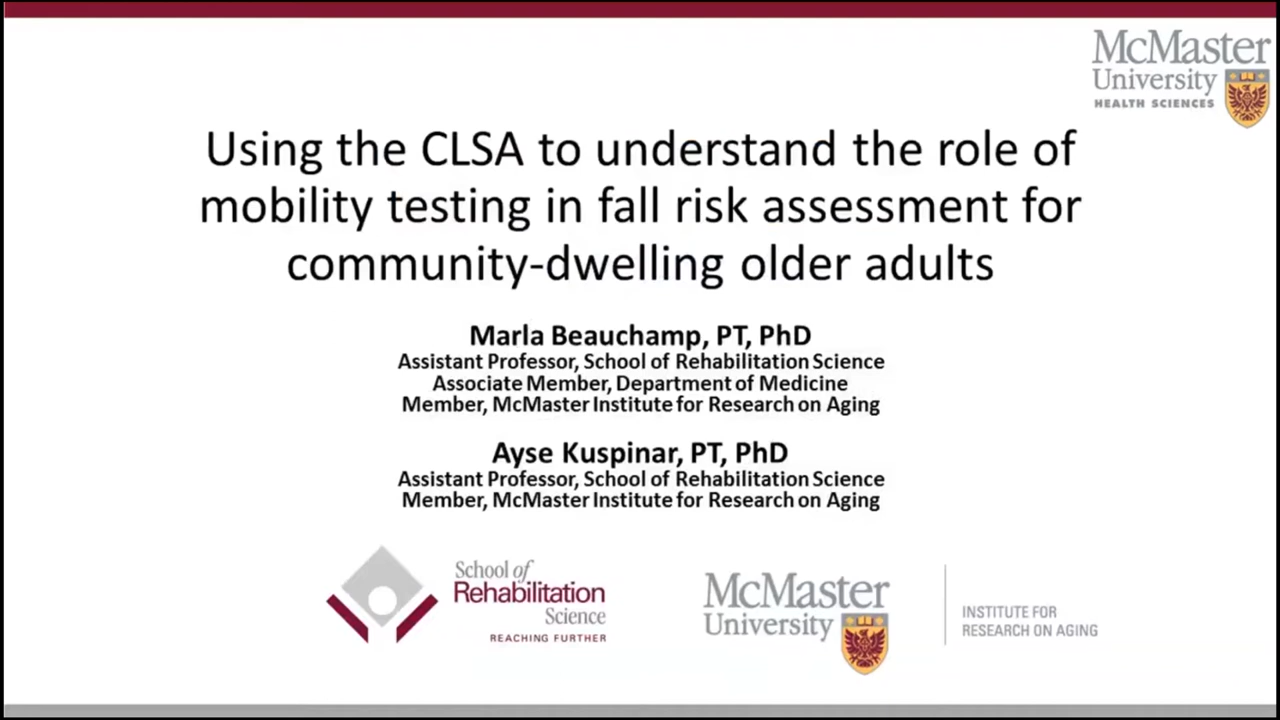 McMaster
University
HEALTH SCIENCES
Using the CLSA to understand the role of
mobility testing in fall risk assessment for
community-dwelling older adults
Marla Beauchamp, PT, PhD
Assistant Professor, School of Rehabilitation Science
Associate Member, Department of Medicine
Member, McMaster Institute for Research on Aging
Ayse Kuspinar, PT, PhD
Assistant Professor, School of Rehabilitation Science
Member, McMaster Institute for Research on Aging
School of
Rehabilitation
Science
REACHING FURTHER
McMaster
University
INSTITUTE FOR
RESEARCH ON AGING